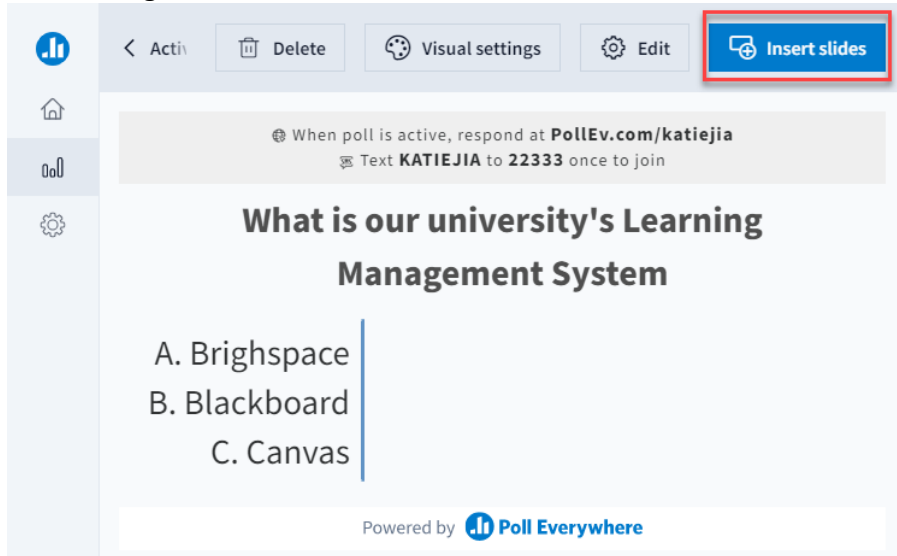 Activ Delete Visual settings Edit Insert slides
When poll is active, respond at PollEv.com/katiejia
Text KATIEJIA to 22333 once to join
What is our university's Learning
Management System
A. Brighspace
B. Blackboard
C. Canvas
Powered by Poll Everywhere